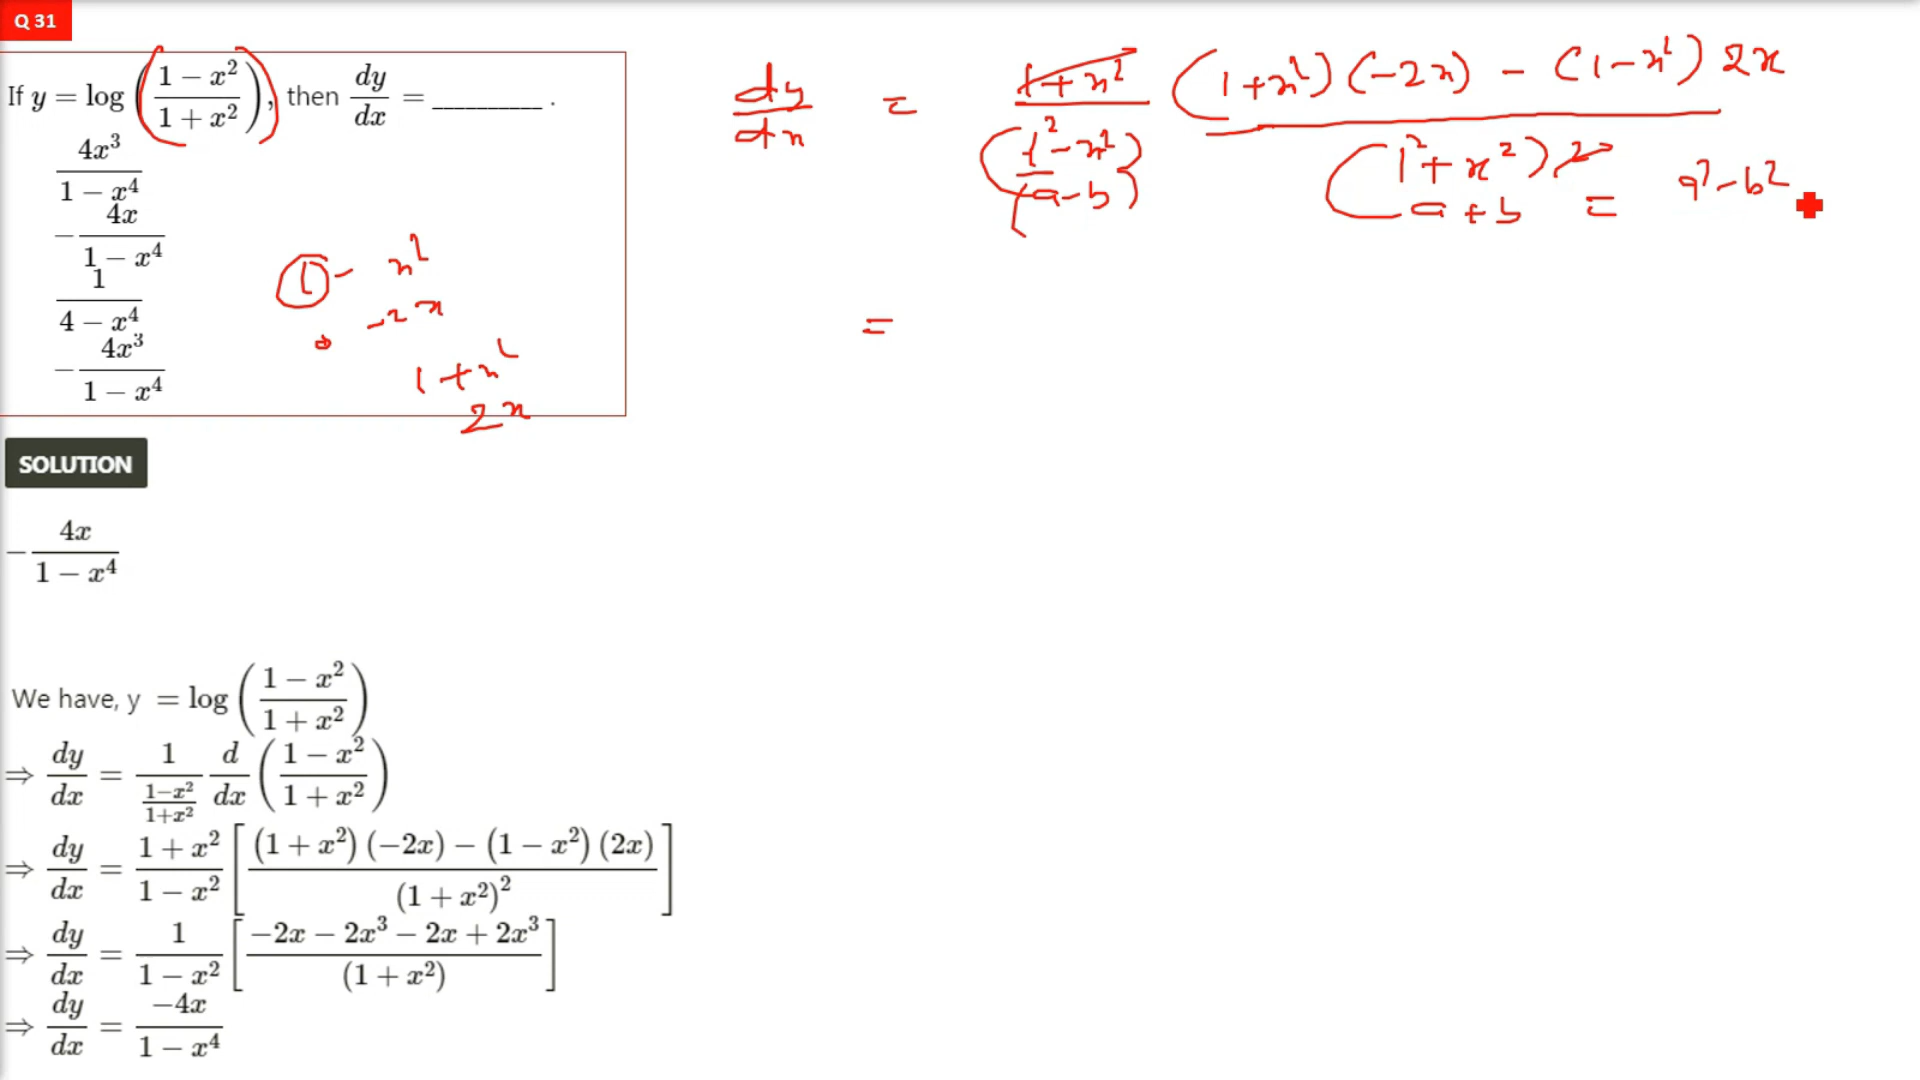 Q 31
If y = log ((1 − x²)/(1 + x²)), then dy/dx = __________ .
4x³/(1 − x⁴)
−4x/(1 − x⁴)
1/(4 − x⁴)
−4x³/(1 − x⁴)
1 − x²
-2x
1 + x²
2x
dy/dx = (1+x²)/(1²-x²) ((1+x²)(-2x) - (1-x²) 2x)/(1²+x²)²
(a-b) a+b = a²-b²
=
SOLUTION
−4x/(1 − x⁴)
We have, y = log ((1 − x²)/(1 + x²))
⇒ dy/dx = 1/((1−x²)/(1+x²)) d/dx ((1 − x²)/(1 + x²))
⇒ dy/dx = (1 + x²)/(1 − x²) [((1 + x²) (−2x) − (1 − x²) (2x))/(1 + x²)²]
⇒ dy/dx = 1/(1 − x²) [(−2x − 2x³ − 2x + 2x³)/(1 + x²)]
⇒ dy/dx = −4x/(1 − x⁴)